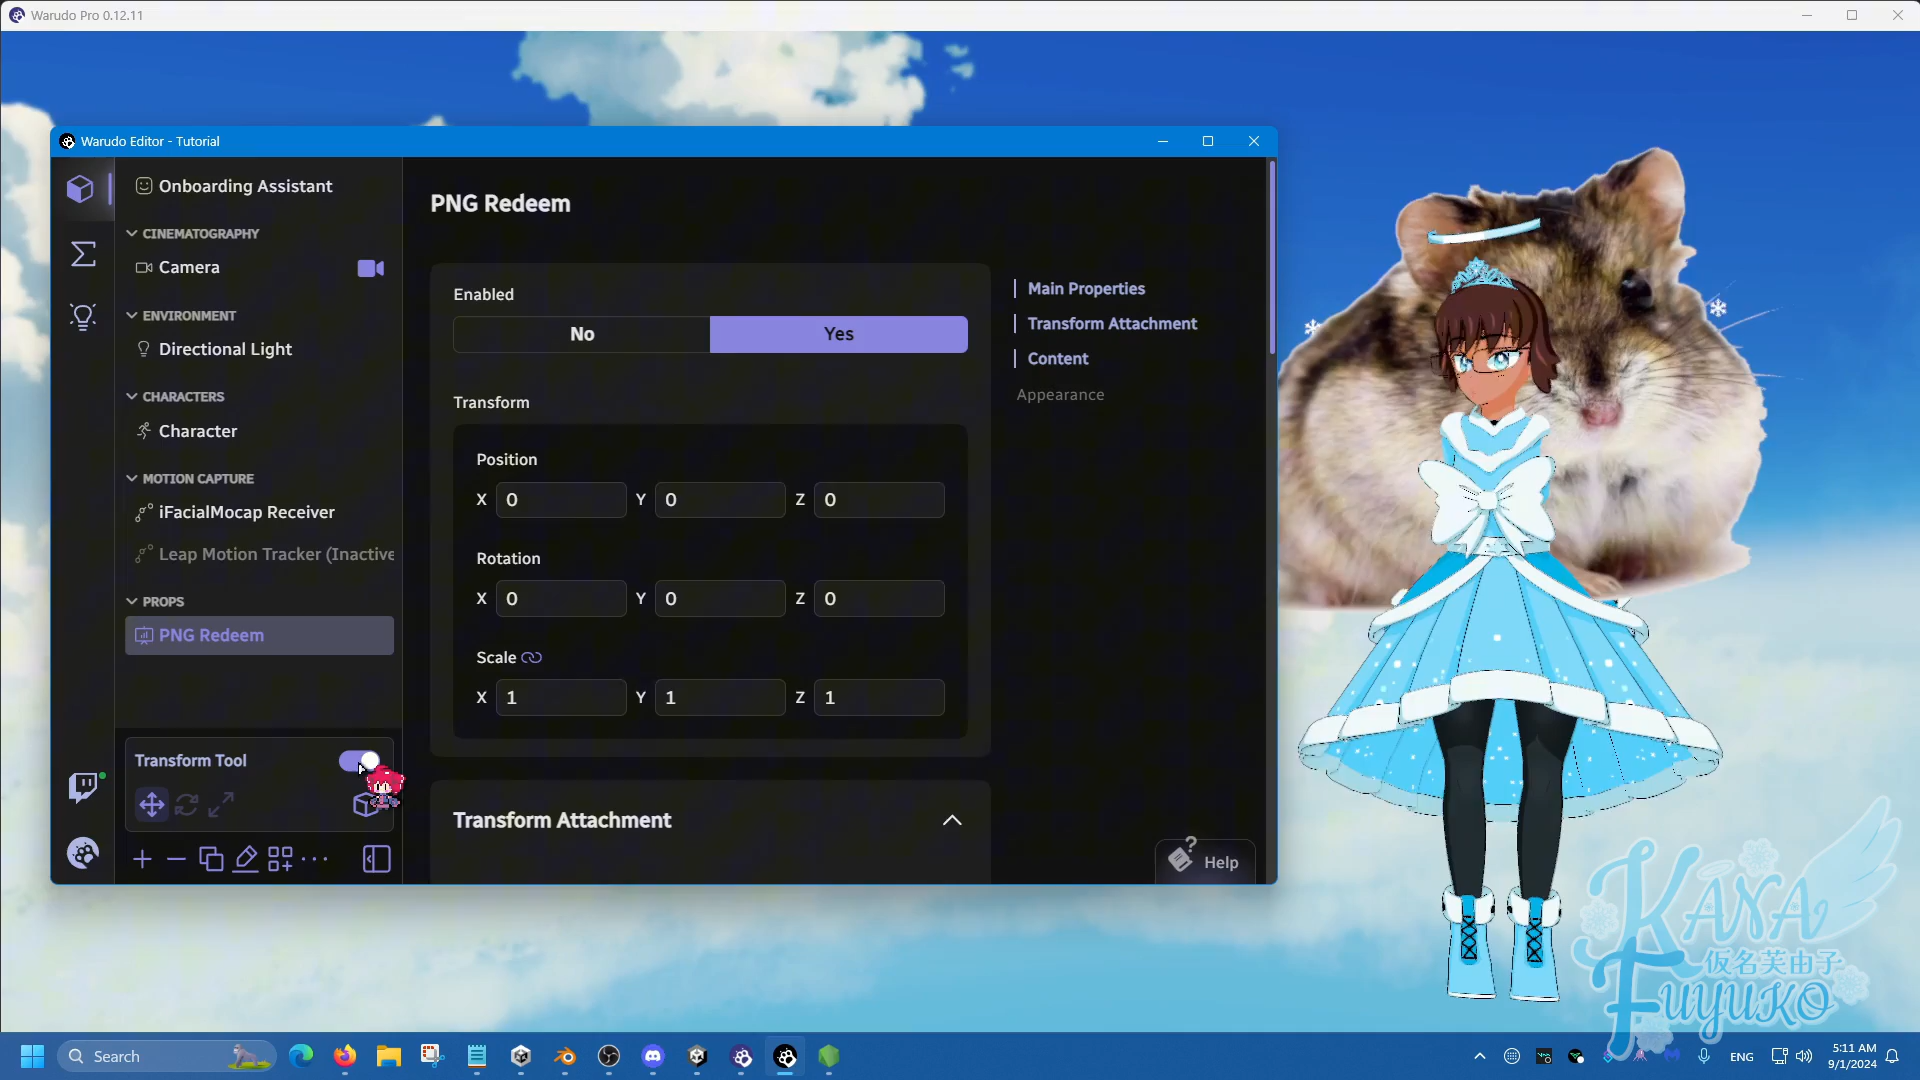 Warudo Pro 0.12.11
Warudo Editor - Tutorial
Onboarding Assistant
CINEMATOGRAPHY
Camera
ENVIRONMENT
Directional Light
CHARACTERS
Character
MOTION CAPTURE
iFacialMocap Receiver
Leap Motion Tracker (Inactive
PROPS
PNG Redeem
Transform Tool
PNG Redeem
Enabled
No
Yes
Transform
Position
X 0 Y 0 Z 0
Rotation
X 0 Y 0 Z 0
Scale
X 1 Y 1 Z 1
Transform Attachment
Main Properties
Transform Attachment
Content
Appearance
Help
KANA
仮名芙由子
FUYUKO
Search
ENG
5:11 AM
9/1/2024